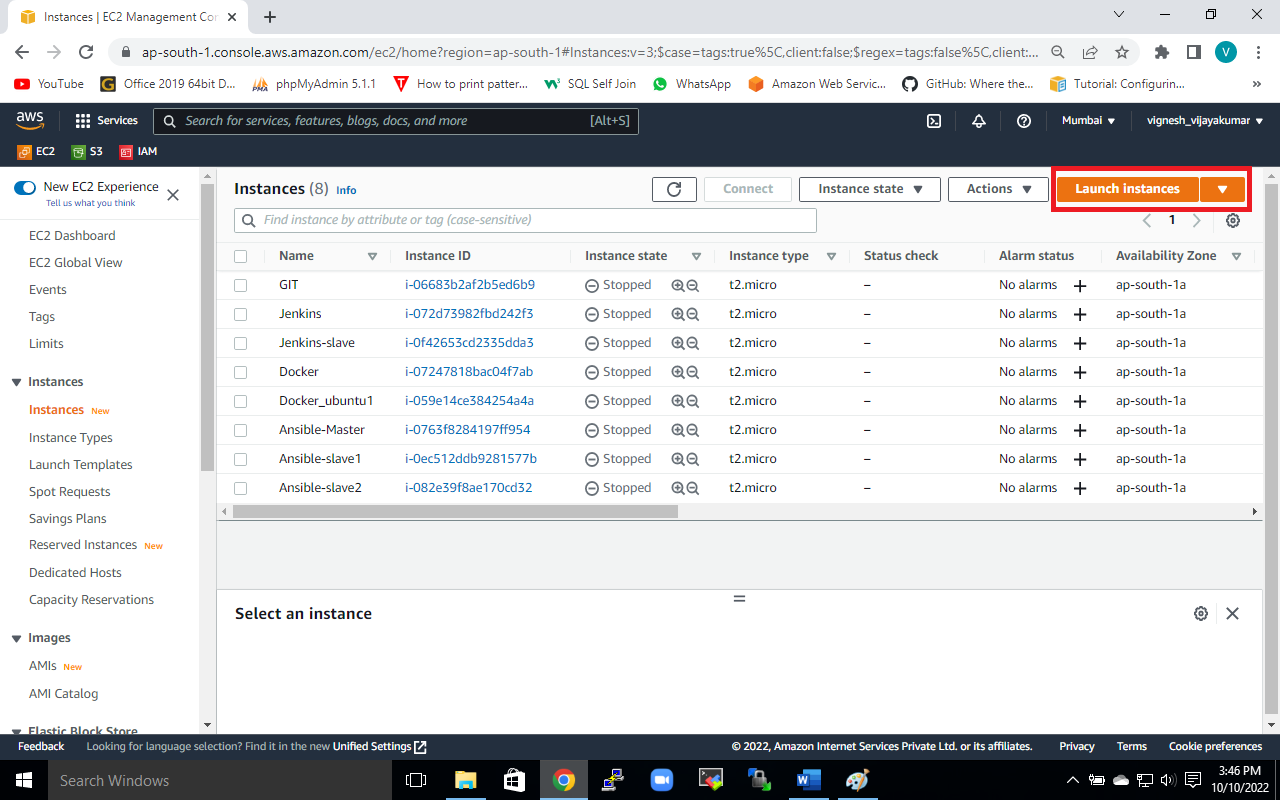 Instances | EC2 Management Con
ap-south-1.console.aws.amazon.com/ec2/home?region=ap-south-1#Instances:v=3;$case=tags:true%5C,client:false;$regex=tags:false%5C,client:...
V
YouTube G Office 2019 64bit D... PMA phpMyAdmin 5.1.1 How to print patter... SQL Self Join WhatsApp Amazon Web Servic... GitHub: Where the... Tutorial: Configurin... »
aws Services Search for services, features, blogs, docs, and more [Alt+S] Mumbai vignesh_vijayakumar
EC2 S3 IAM
New EC2 Experience
Tell us what you think
EC2 Dashboard
EC2 Global View
Events
Tags
Limits
Instances
Instances New
Instance Types
Launch Templates
Spot Requests
Savings Plans
Reserved Instances New
Dedicated Hosts
Capacity Reservations
Images
AMIs New
AMI Catalog
Elastic Block Store
Instances (8) Info Connect Instance state Actions Launch instances
Find instance by attribute or tag (case-sensitive) 1
Name Instance ID Instance state Instance type Status check Alarm status Availability Zone
GIT i-06683b2af2b5ed6b9 Stopped t2.micro – No alarms + ap-south-1a
Jenkins i-072d73982fbd242f3 Stopped t2.micro – No alarms + ap-south-1a
Jenkins-slave i-0f42653cd2335dda3 Stopped t2.micro – No alarms + ap-south-1a
Docker i-07247818bac04f7ab Stopped t2.micro – No alarms + ap-south-1a
Docker_ubuntu1 i-059e14ce384254a4a Stopped t2.micro – No alarms + ap-south-1a
Ansible-Master i-0763f8284197ff954 Stopped t2.micro – No alarms + ap-south-1a
Ansible-slave1 i-0ec512ddb9281577b Stopped t2.micro – No alarms + ap-south-1a
Ansible-slave2 i-082e39f8ae170cd32 Stopped t2.micro – No alarms + ap-south-1a
Select an instance
Feedback Looking for language selection? Find it in the new Unified Settings © 2022, Amazon Internet Services Private Ltd. or its affiliates. Privacy Terms Cookie preferences
Search Windows
3:46 PM
10/10/2022